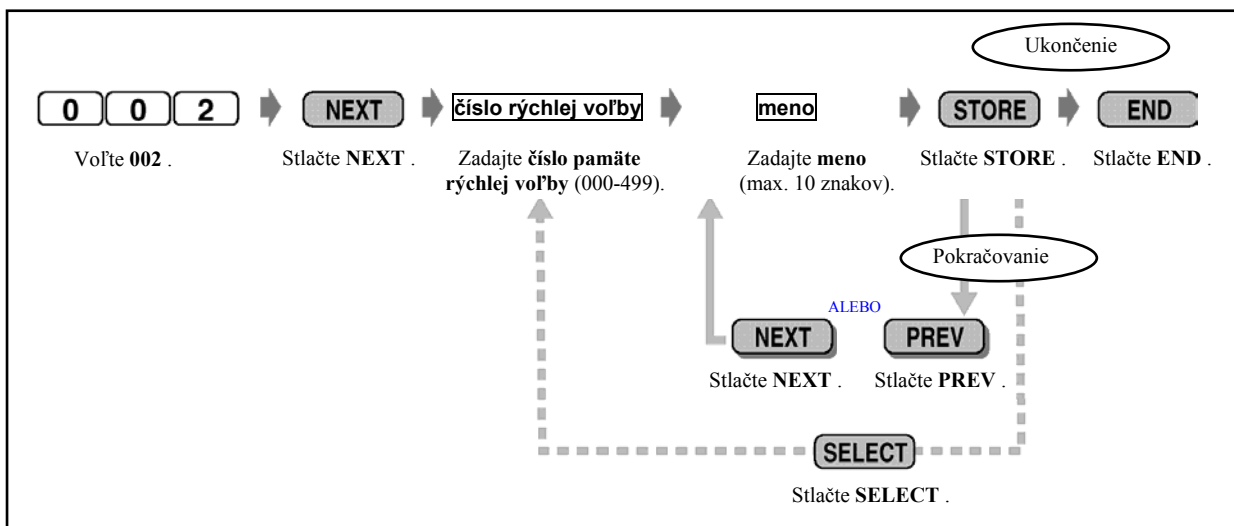 Ukončenie
0 0 2
NEXT
číslo rýchlej voľby
meno
STORE
END
Voľte 002 .
Stlačte NEXT .
Zadajte číslo pamäte
rýchlej voľby (000-499).
Zadajte meno
(max. 10 znakov).
Stlačte STORE .
Stlačte END .
Pokračovanie
ALEBO
NEXT
PREV
Stlačte NEXT .
Stlačte PREV .
SELECT
Stlačte SELECT .